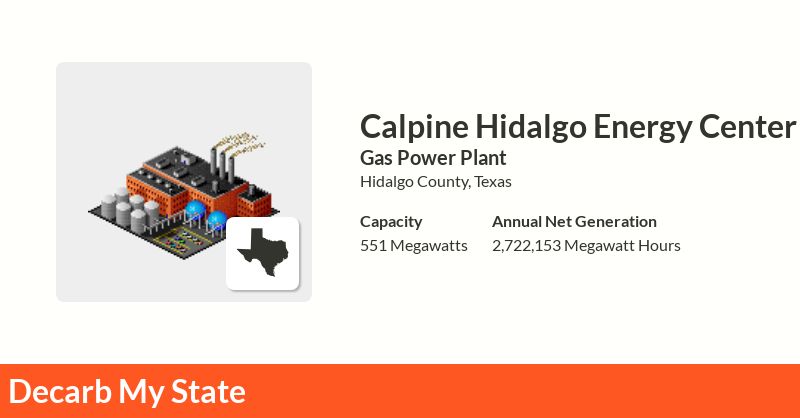 Calpine Hidalgo Energy Center
Gas Power Plant
Hidalgo County, Texas
Capacity Annual Net Generation
551 Megawatts 2,722,153 Megawatt Hours
Decarb My State